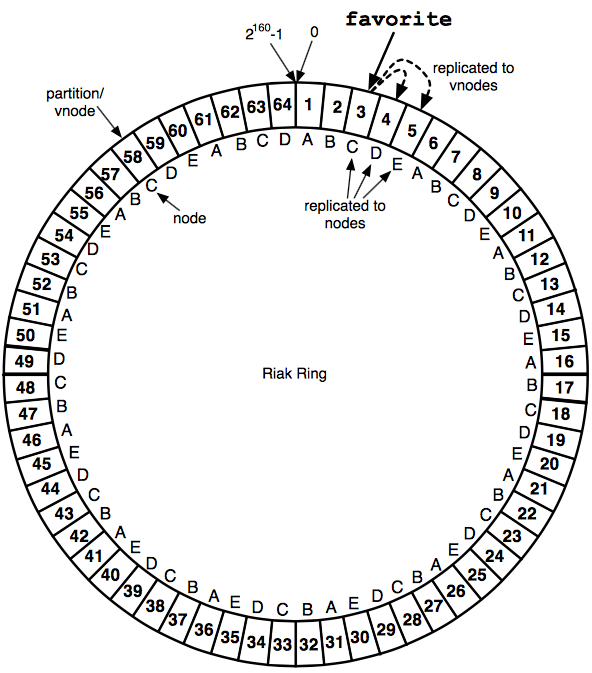 favorite
2^160-1
0
replicated to
vnodes
partition/
vnode
node
replicated to
nodes
Riak Ring
1 A
2 B
3 C
4 D
5 E
6 A
7 B
8 C
9 D
10 E
11 A
12 B
13 C
14 D
15 E
16 A
17 B
18 C
19 D
20 E
21 A
22 B
23 C
24 D
25 E
26 A
27 B
28 C
29 D
30 E
31 A
32 B
33 C
34 D
35 E
36 A
37 B
38 C
39 D
40 E
41 A
42 B
43 C
44 D
45 E
46 A
47 B
48 C
49 D
50 E
51 A
52 B
53 C
54 D
55 E
56 A
57 B
58 C
59 D
60 E
61 A
62 B
63 C
64 D